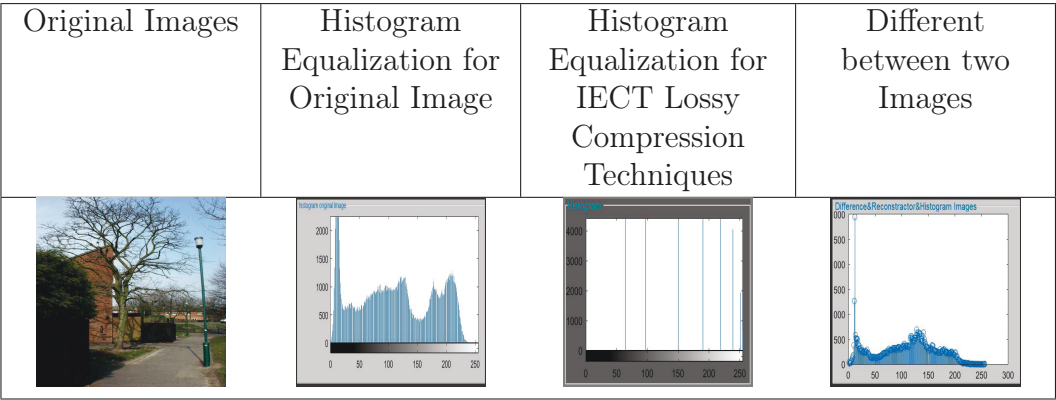 Original Images
Histogram
Equalization for
Original Image
Histogram
Equalization for
IECT Lossy
Compression
Techniques
Different
between two
Images
histogram original image
2000
1500
1000
500
0
0 50 100 150 200 250
Histogram
4000
3000
2000
1000
0
0 50 100 150 200 250
Difference&Reconstractor&Histogram Images
000
500
000
500
000
500
0
0 50 100 150 200 250 300